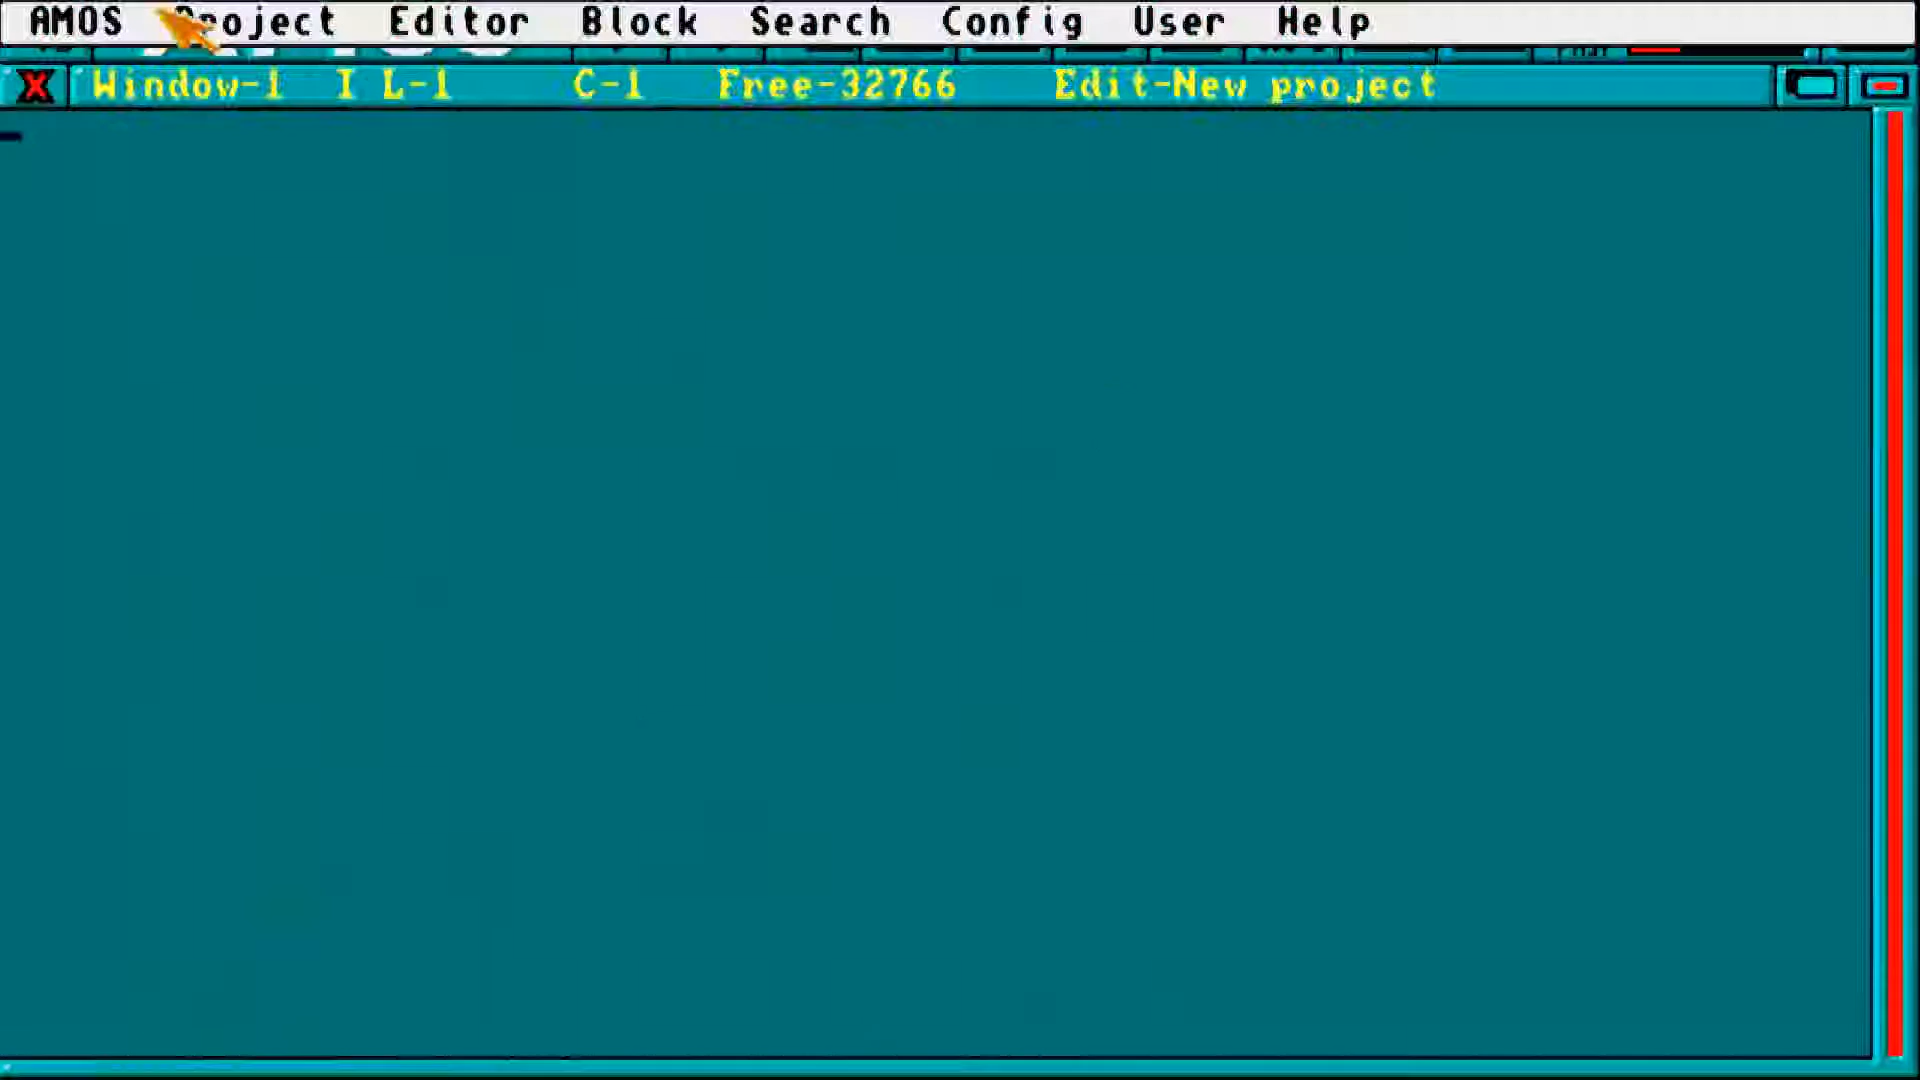 AMOS Project Editor Block Search Config User Help
X Window-1 I L-1 C-1 Free-32766 Edit-New project